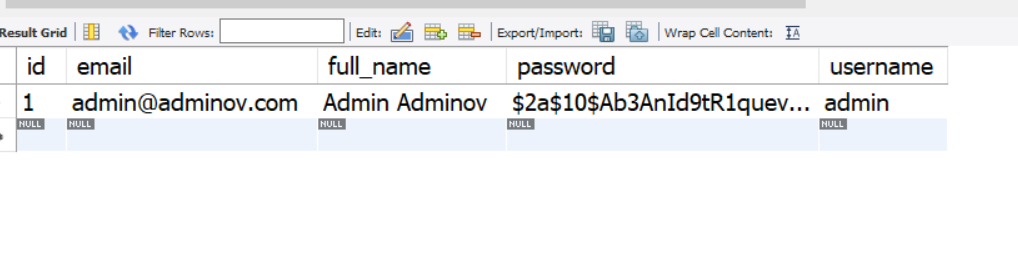 Result Grid Filter Rows: Edit: Export/Import: Wrap Cell Content:
id email full_name password username
1 admin@adminov.com Admin Adminov $2a$10$Ab3AnId9tR1quev... admin
NULL NULL NULL NULL NULL